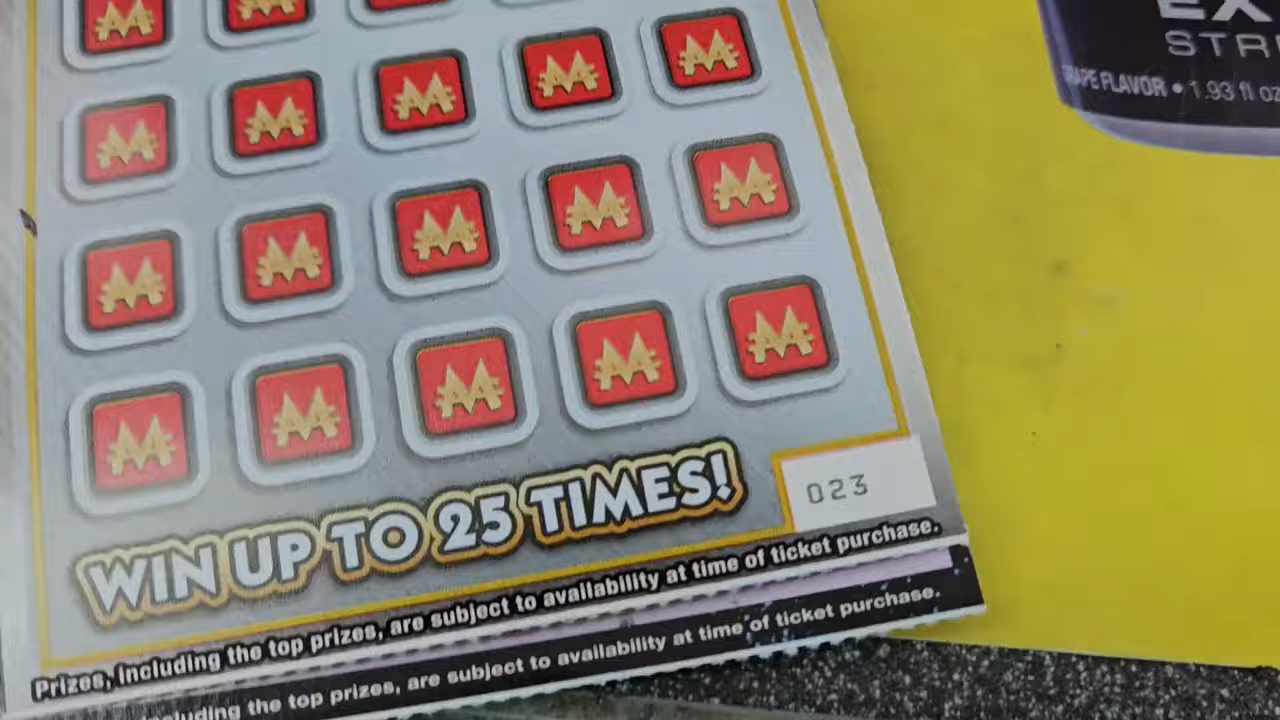 EX
STRE
GRAPE FLAVOR • 1.93 fl oz
023
WIN UP TO 25 TIMES!
Prizes, including the top prizes, are subject to availability at time of ticket purchase.
including the top prizes, are subject to availability at time of ticket purchase.